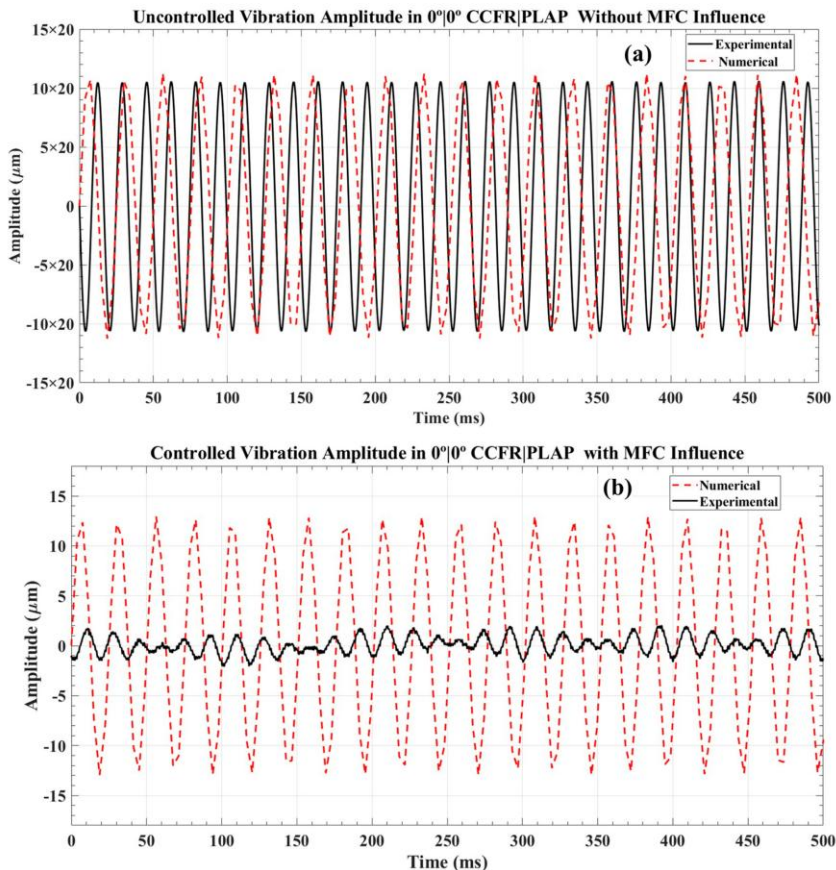 Uncontrolled Vibration Amplitude in 0º|0º CCFR|PLAP Without MFC Influence
15×20
10×20
5×20
0
-5×20
-10×20
-15×20
Amplitude (µm)
(a)
Experimental
Numerical
0 50 100 150 200 250 300 350 400 450 500
Time (ms)
Controlled Vibration Amplitude in 0º|0º CCFR|PLAP with MFC Influence
15
10
5
0
-5
-10
-15
Amplitude (µm)
(b)
Numerical
Experimental
0 50 100 150 200 250 300 350 400 450 500
Time (ms)